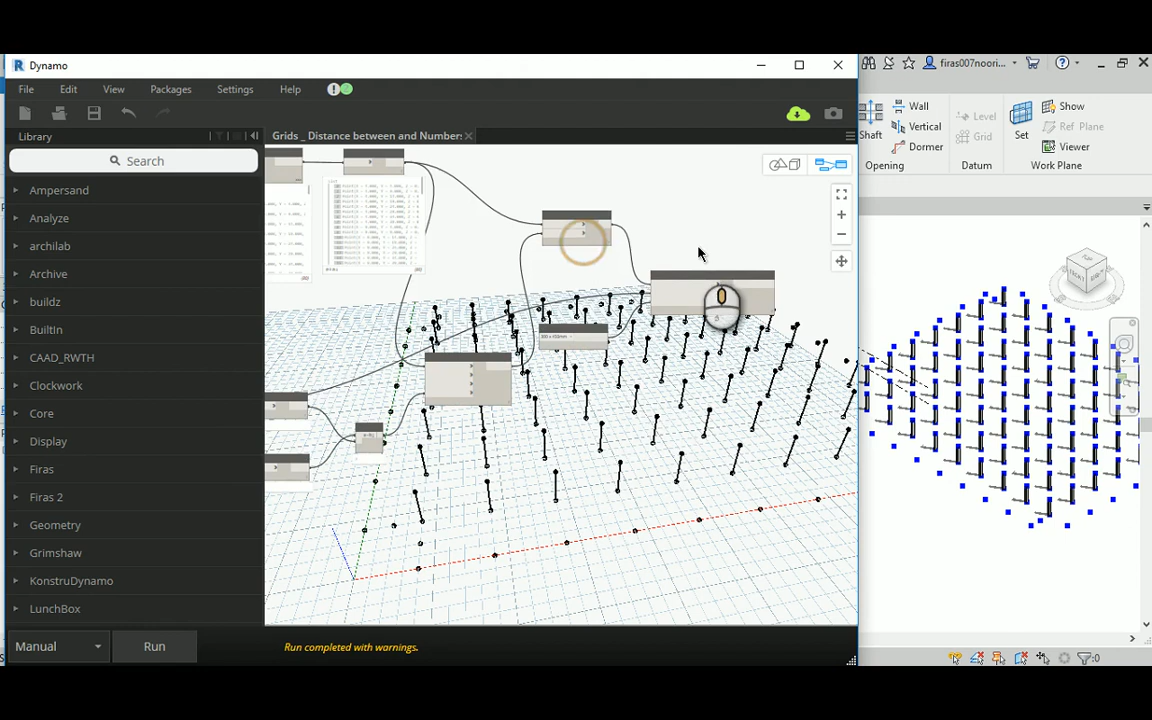 Dynamo
firas007noori...
File Edit View Packages Settings Help
Library
Grids _ Distance between and Number:
Search
Ampersand
Analyze
archilab
Archive
buildz
BuiltIn
CAAD_RWTH
Clockwork
Core
Display
Firas
Firas 2
Geometry
Grimshaw
KonstruDynamo
LunchBox
Manual
Run
Run completed with warnings.
Shaft
Wall
Vertical
Dormer
Opening
Level
Grid
Datum
Set
Show
Ref Plane
Viewer
Work Plane
FRONT
:0